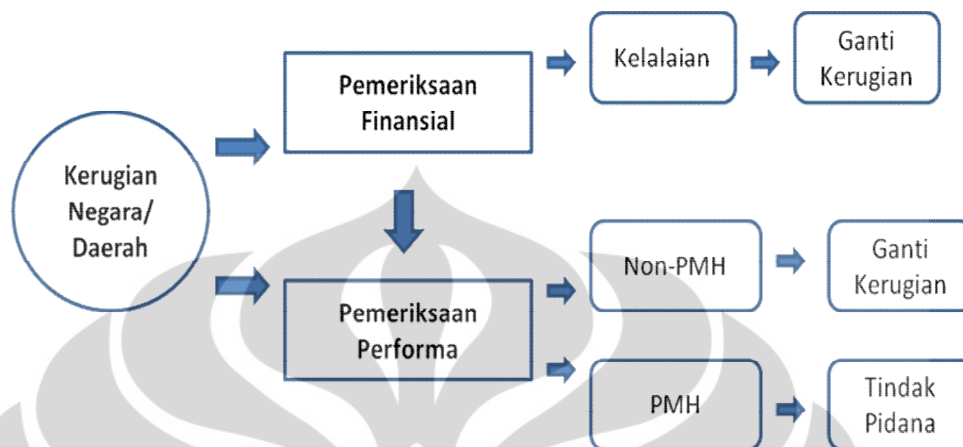 Kerugian
Negara/
Daerah
Pemeriksaan
Finansial
Kelalaian
Ganti
Kerugian
Pemeriksaan
Performa
Non-PMH
Ganti
Kerugian
PMH
Tindak
Pidana